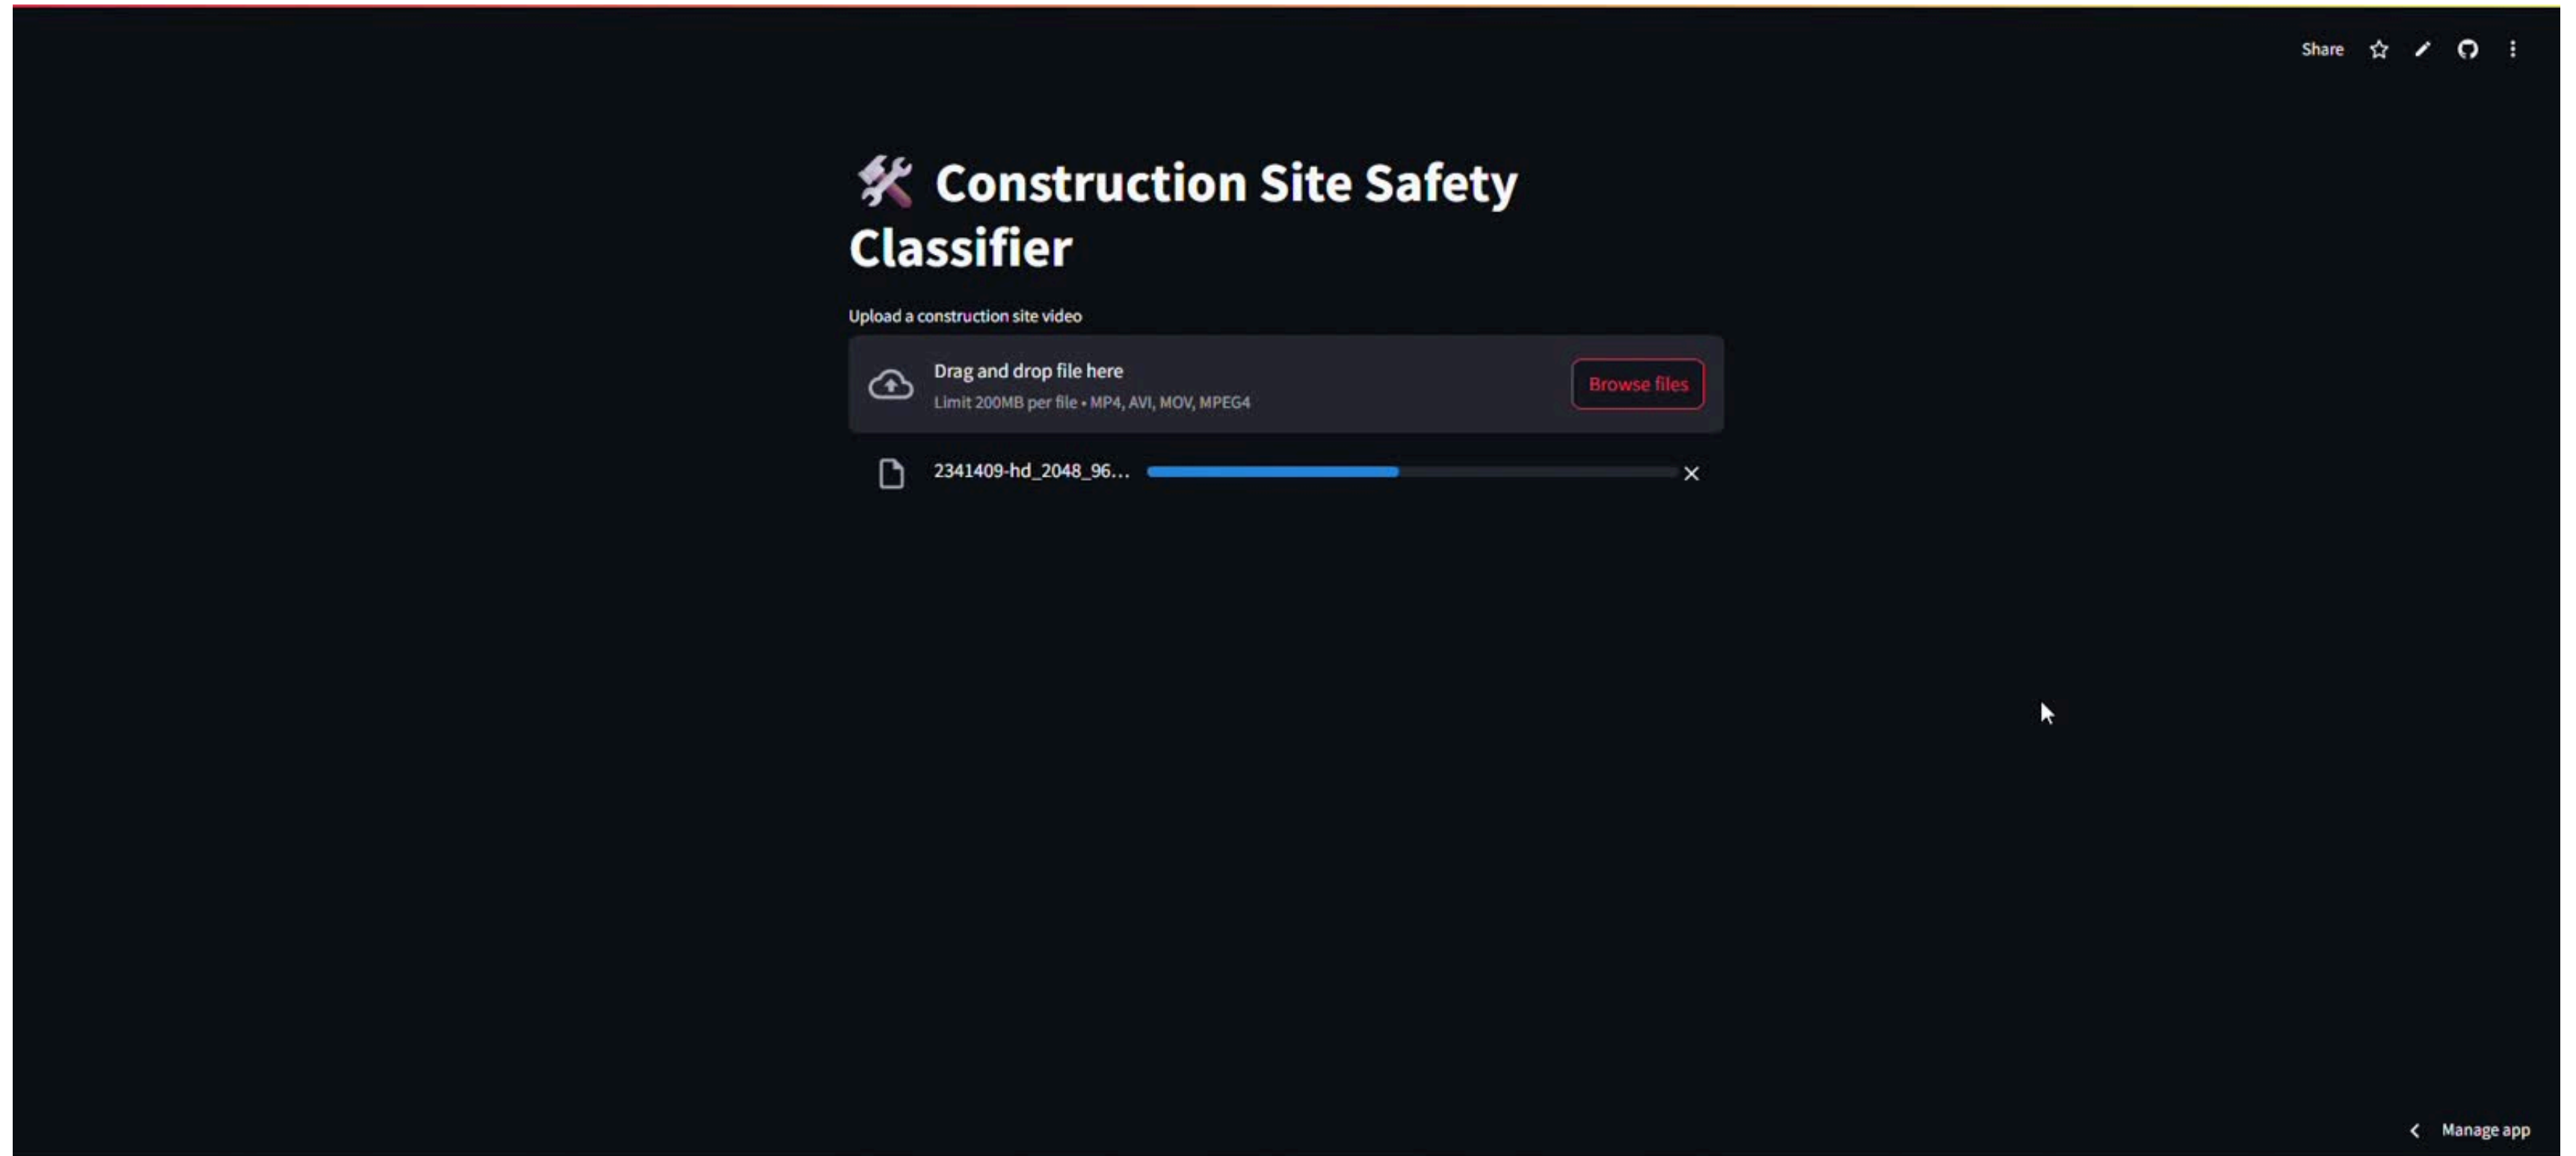 Share
🛠️ Construction Site Safety
Classifier
Upload a construction site video
Drag and drop file here
Limit 200MB per file • MP4, AVI, MOV, MPEG4
Browse files
2341409-hd_2048_96...
Manage app